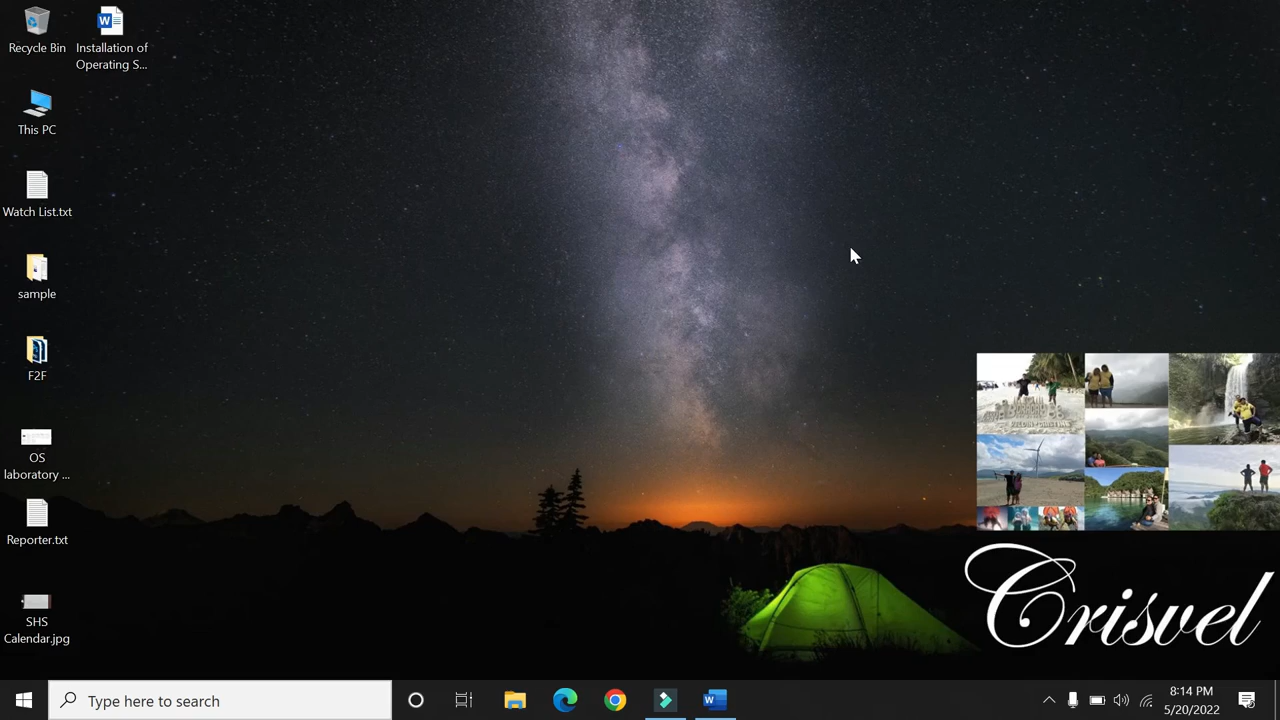 Recycle Bin
Installation of
Operating S...
This PC
Watch List.txt
sample
F2F
OS
laboratory ...
Reporter.txt
SHS
Calendar.jpg
Crisvel
Type here to search
8:14 PM
5/20/2022